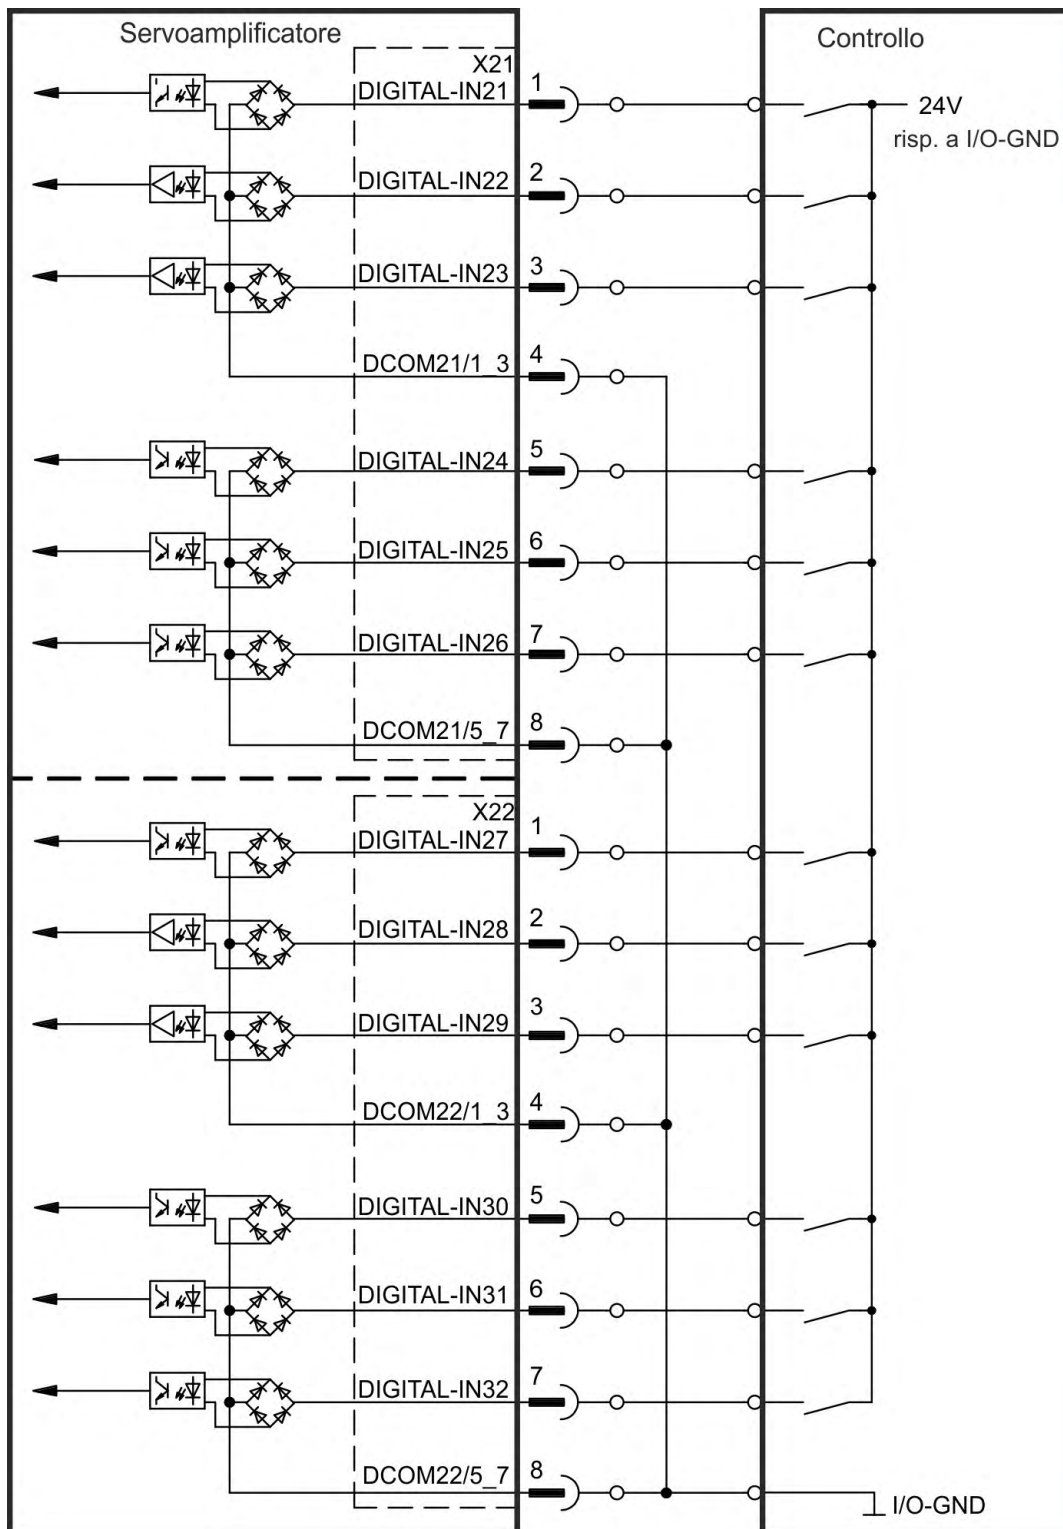 Servoamplificatore
Controllo
X21
DIGITAL-IN21
1
24V
risp. a I/O-GND
DIGITAL-IN22
2
DIGITAL-IN23
3
DCOM21/1_3
4
DIGITAL-IN24
5
DIGITAL-IN25
6
DIGITAL-IN26
7
DCOM21/5_7
8
X22
DIGITAL-IN27
1
DIGITAL-IN28
2
DIGITAL-IN29
3
DCOM22/1_3
4
DIGITAL-IN30
5
DIGITAL-IN31
6
DIGITAL-IN32
7
DCOM22/5_7
8
I/O-GND